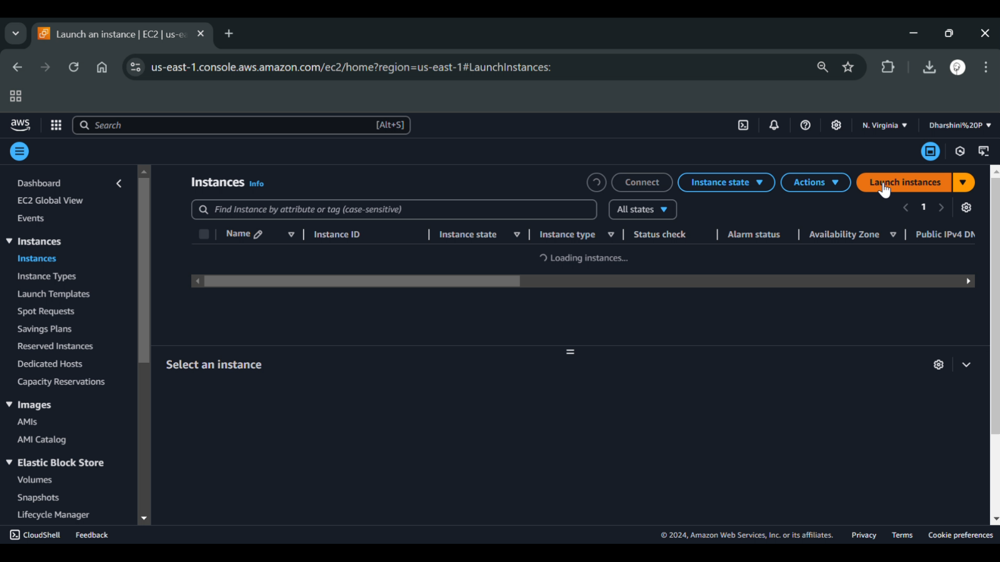 Launch an instance | EC2 | us-ea
us-east-1.console.aws.amazon.com/ec2/home?region=us-east-1#LaunchInstances:
aws
Search
[Alt+S]
N. Virginia
Dharshini%20P
Dashboard
EC2 Global View
Events
Instances
Instances
Instance Types
Launch Templates
Spot Requests
Savings Plans
Reserved Instances
Dedicated Hosts
Capacity Reservations
Images
AMIs
AMI Catalog
Elastic Block Store
Volumes
Snapshots
Lifecycle Manager
Instances Info
Connect
Instance state
Actions
Launch instances
Find Instance by attribute or tag (case-sensitive)
All states
1
Name
Instance ID
Instance state
Instance type
Status check
Alarm status
Availability Zone
Public IPv4 DN
Loading instances...
Select an instance
CloudShell
Feedback
© 2024, Amazon Web Services, Inc. or its affiliates.
Privacy
Terms
Cookie preferences